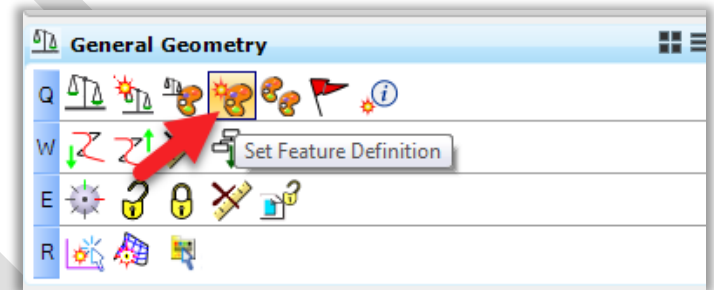 General Geometry
Q
W
Set Feature Definition
E
R